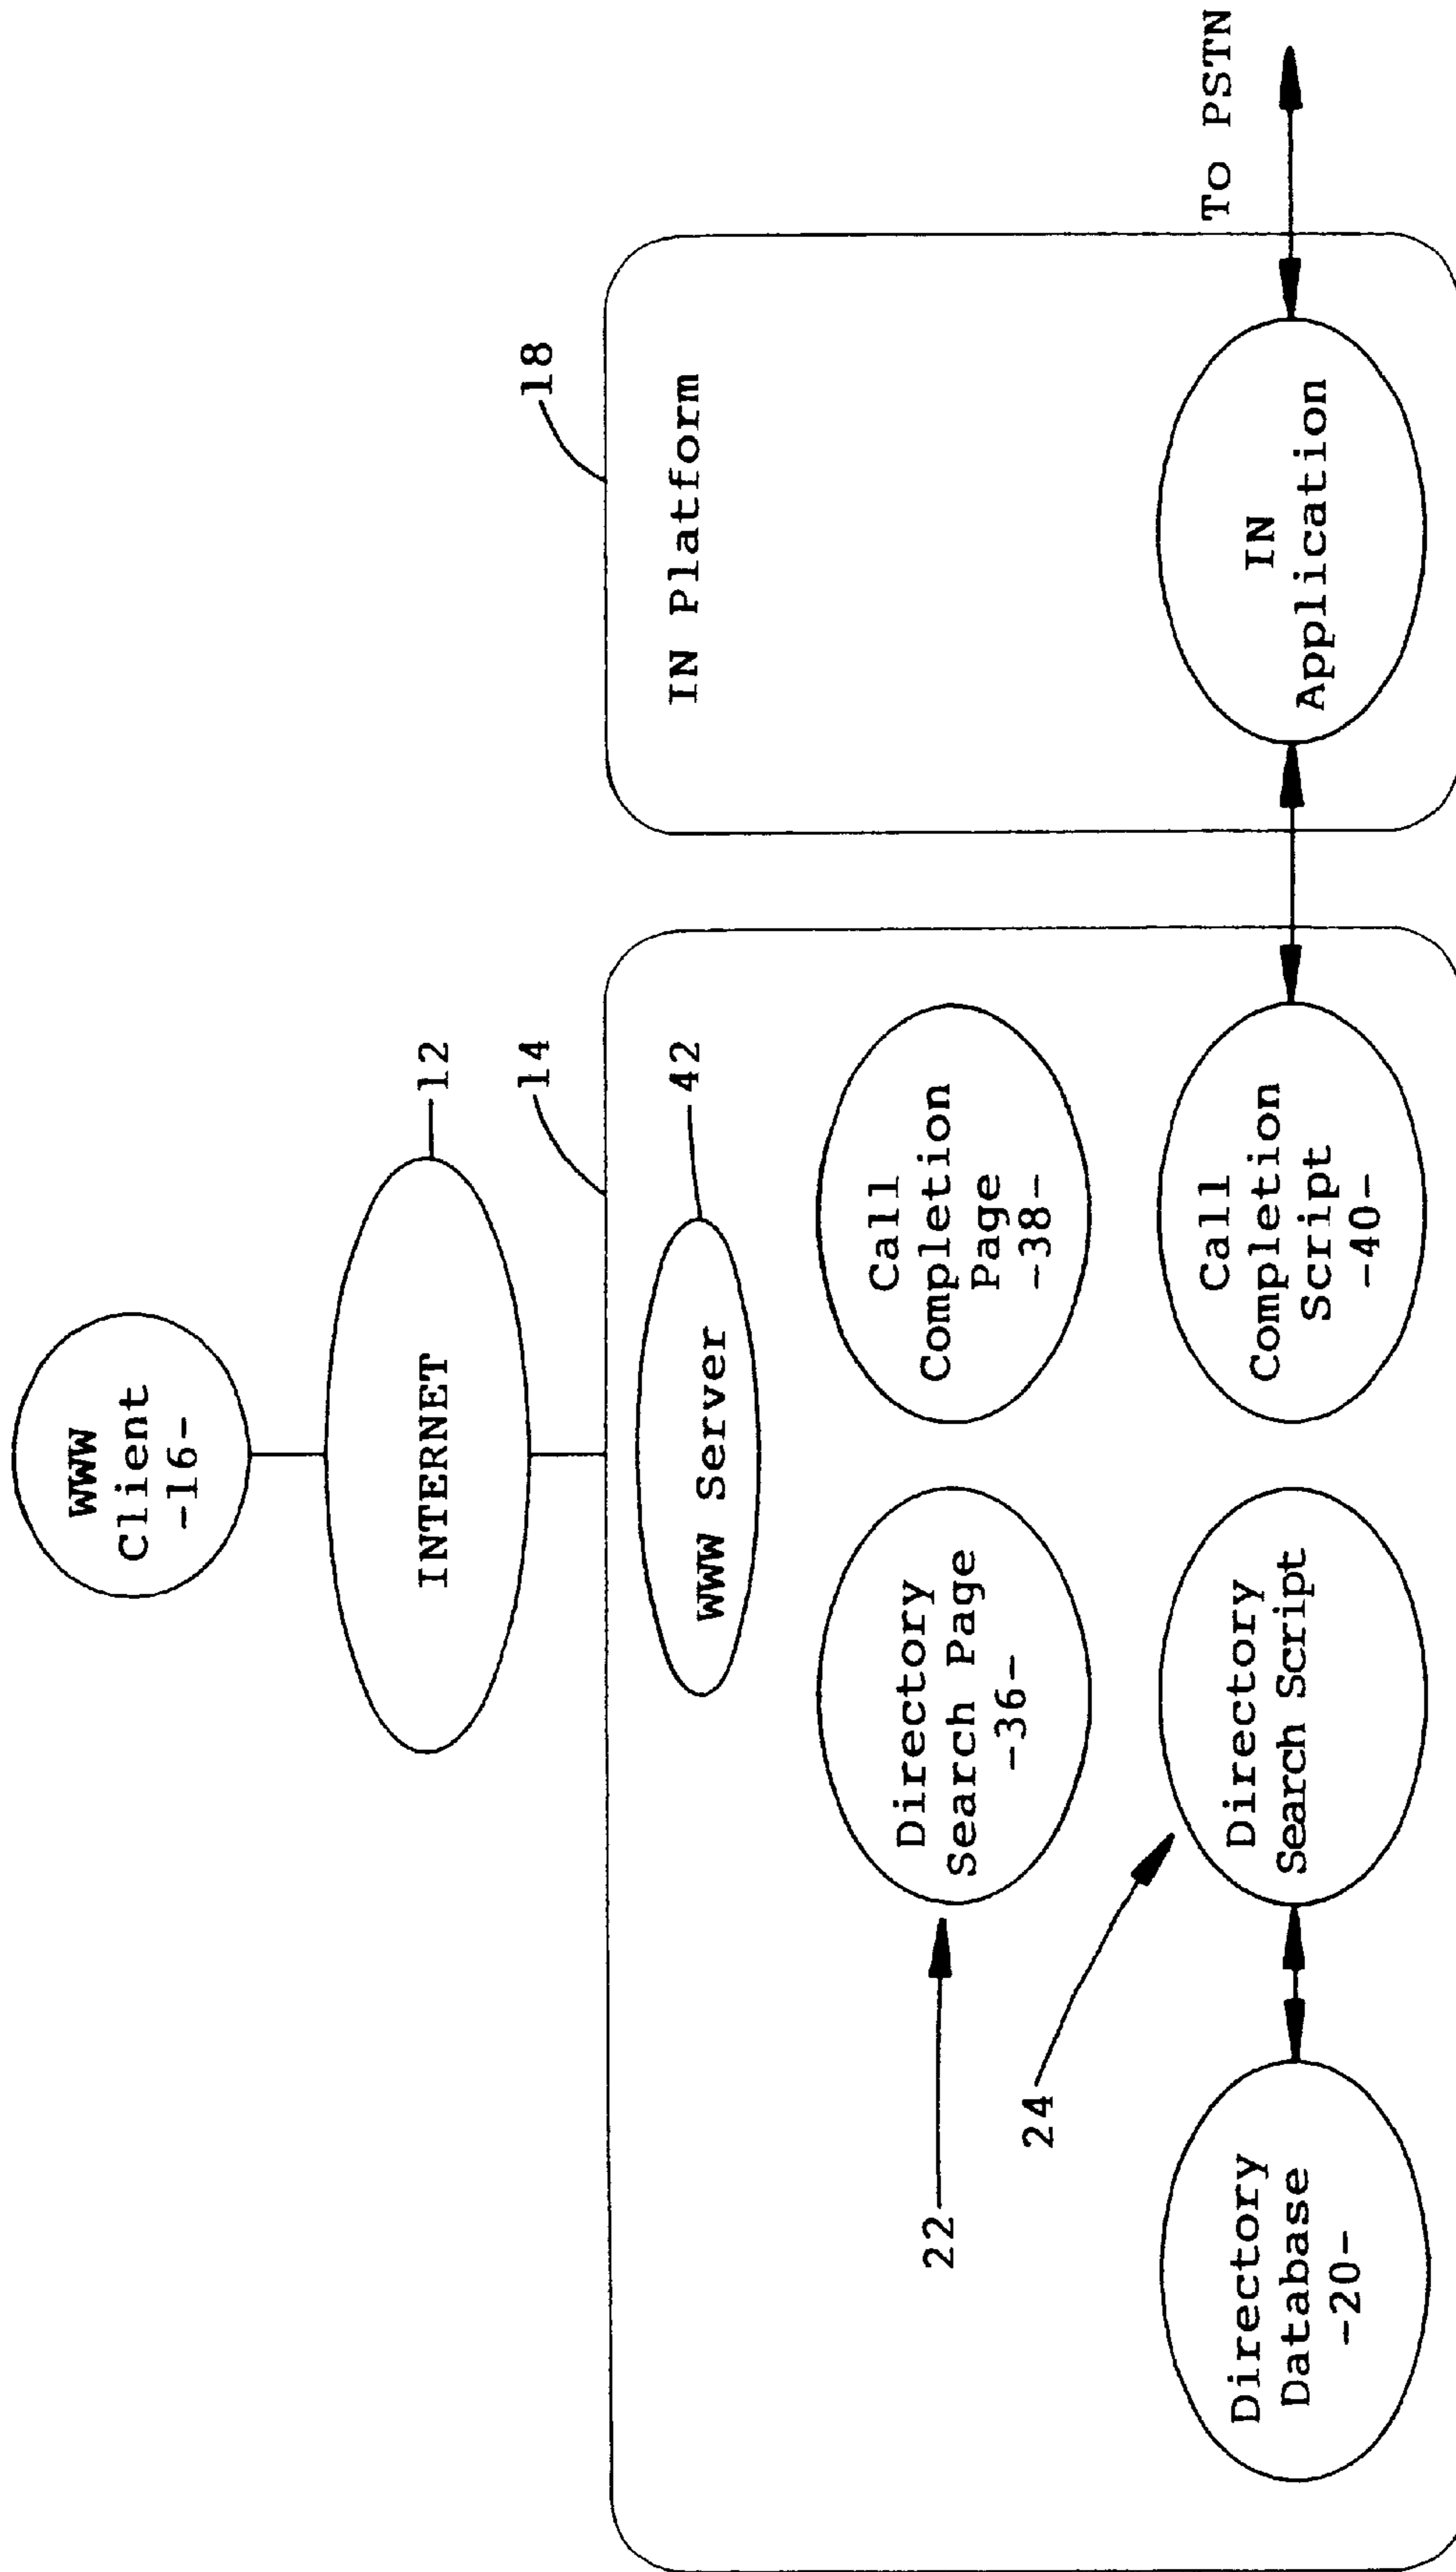 WWW
Client
-16-
INTERNET
12
14
18
WWW Server
42
IN Platform
22
Directory
Search Page
-36-
Call
Completion
Page
-38-
24
Directory
Database
-20-
Directory
Search Script
Call
Completion
Script
-40-
IN
Application
To PSTN